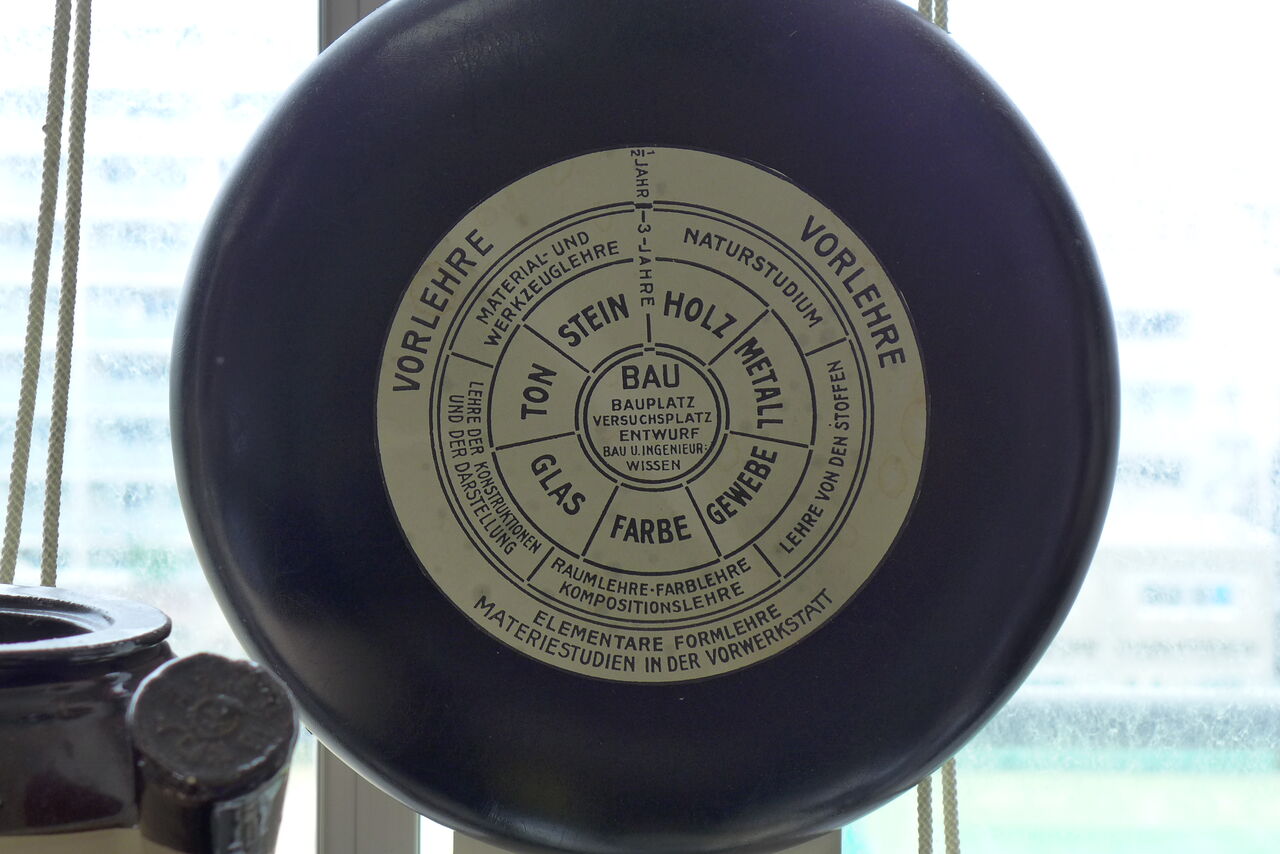 VORLEHRE
VORLEHRE
1/2 JAHR
3-JAHRE
MATERIAL- UND
WERKZEUGLEHRE
NATURSTUDIUM
LEHRE VON DEN STOFFEN
RAUMLEHRE·FARBLEHRE
KOMPOSITIONSLEHRE
LEHRE DER KONSTRUKTIONEN
UND DER DARSTELLUNG
STEIN
HOLZ
METALL
GEWEBE
FARBE
GLAS
TON
BAU
BAUPLATZ
VERSUCHSPLATZ
ENTWURF
BAU U. INGENIEUR:
WISSEN
ELEMENTARE FORMLEHRE
MATERIESTUDIEN IN DER VORWERKSTATT